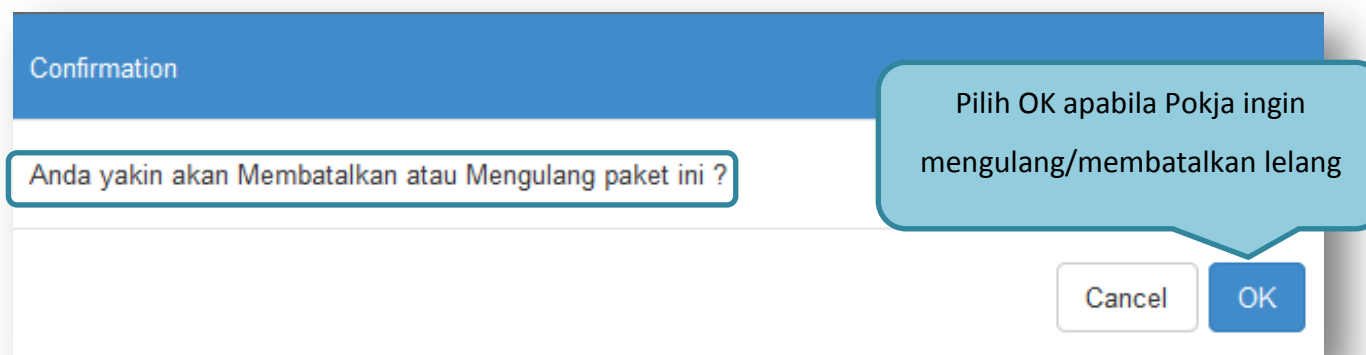 Confirmation
Pilih OK apabila Pokja ingin
mengulang/membatalkan lelang
Anda yakin akan Membatalkan atau Mengulang paket ini ?
Cancel
OK